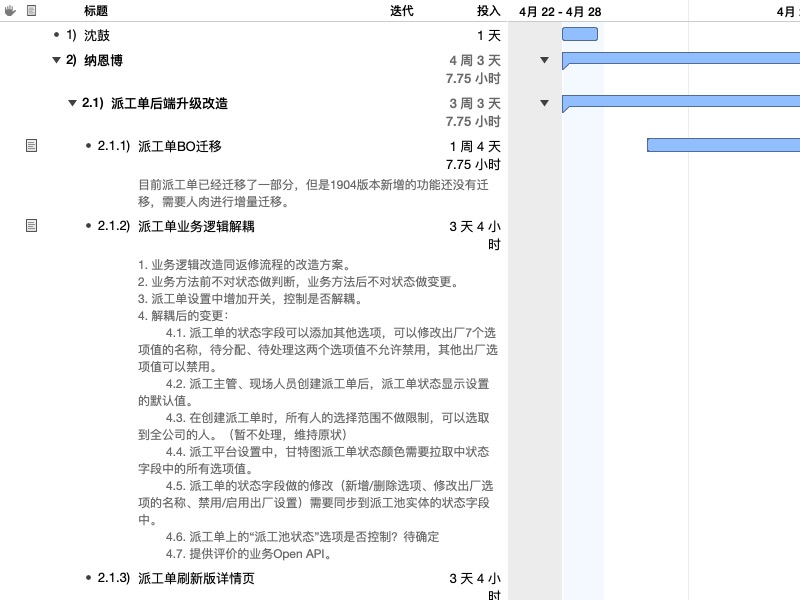 标题 迭代 投入 4月 22 - 4月 28 4月
1) 沈鼓 1 天
2) 纳恩博 4 周 3 天
7.75 小时
2.1) 派工单后端升级改造 3 周 3 天
7.75 小时
2.1.1) 派工单BO迁移 1 周 4 天
7.75 小时
目前派工单已经迁移了一部分，但是1904版本新增的功能还没有迁
移，需要人肉进行增量迁移。
2.1.2) 派工单业务逻辑解耦 3 天 4 小
时
1. 业务逻辑改造同返修流程的改造方案。
2. 业务方法前不对状态做判断，业务方法后不对状态做变更。
3. 派工单设置中增加开关，控制是否解耦。
4. 解耦后的变更：
4.1. 派工单的状态字段可以添加其他选项，可以修改出厂7个选
项值的名称，待分配、待处理这两个选项值不允许禁用，其他出厂选
项值可以禁用。
4.2. 派工主管、现场人员创建派工单后，派工单状态显示设置
的默认值。
4.3. 在创建派工单时，所有人的选择范围不做限制，可以选取
到全公司的人。（暂不处理，维持原状）
4.4. 派工平台设置中，甘特图派工单状态颜色需要拉取中状态
字段中的所有选项值。
4.5. 派工单的状态字段做的修改（新增/删除选项、修改出厂选
项的名称、禁用/启用出厂设置）需要同步到派工池实体的状态字段
中。
4.6. 派工单上的“派工池状态”选项是否控制？待确定
4.7. 提供评价的业务Open API。
2.1.3) 派工单刷新版详情页 3 天 4 小
时